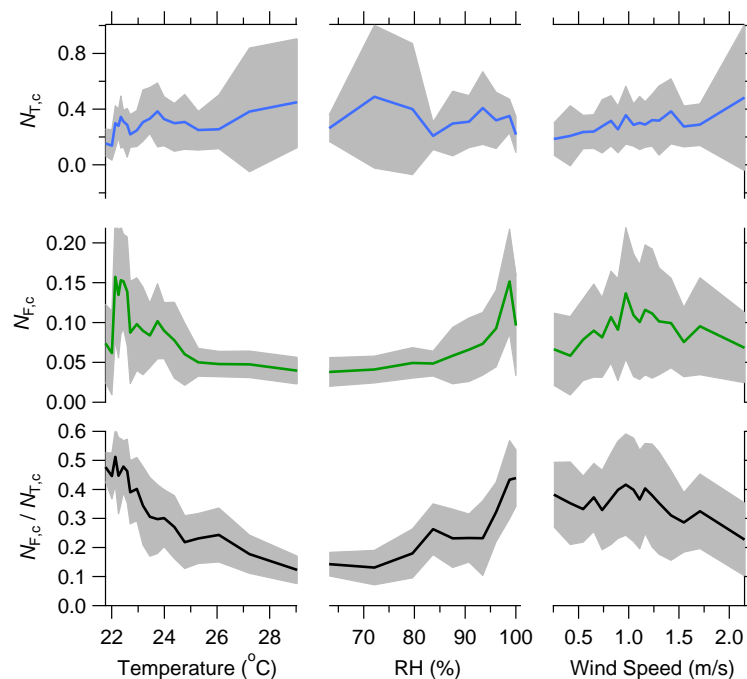 0.8
0.4
0.0
N_T,c
0.20
0.15
0.10
0.05
0.00
N_F,c
0.6
0.5
0.4
0.3
0.2
0.1
0.0
N_F,c / N_T,c
22 24 26 28
70 80 90 100
0.5 1.0 1.5 2.0
Temperature (°C)
RH (%)
Wind Speed (m/s)